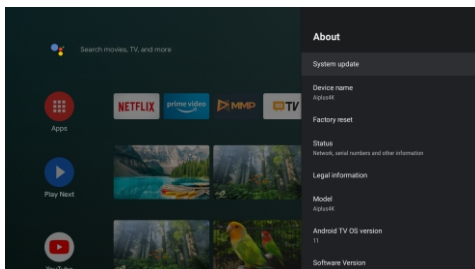 About
Search movies, TV, and more
System update
Device name
Aiplus4K
NETFLIX
prime video
MMP
TV
Factory reset
Apps
Status
Network, serial numbers and other information
Legal information
Play Next
Model
Aiplus4K
Android TV OS version
11
Software Version